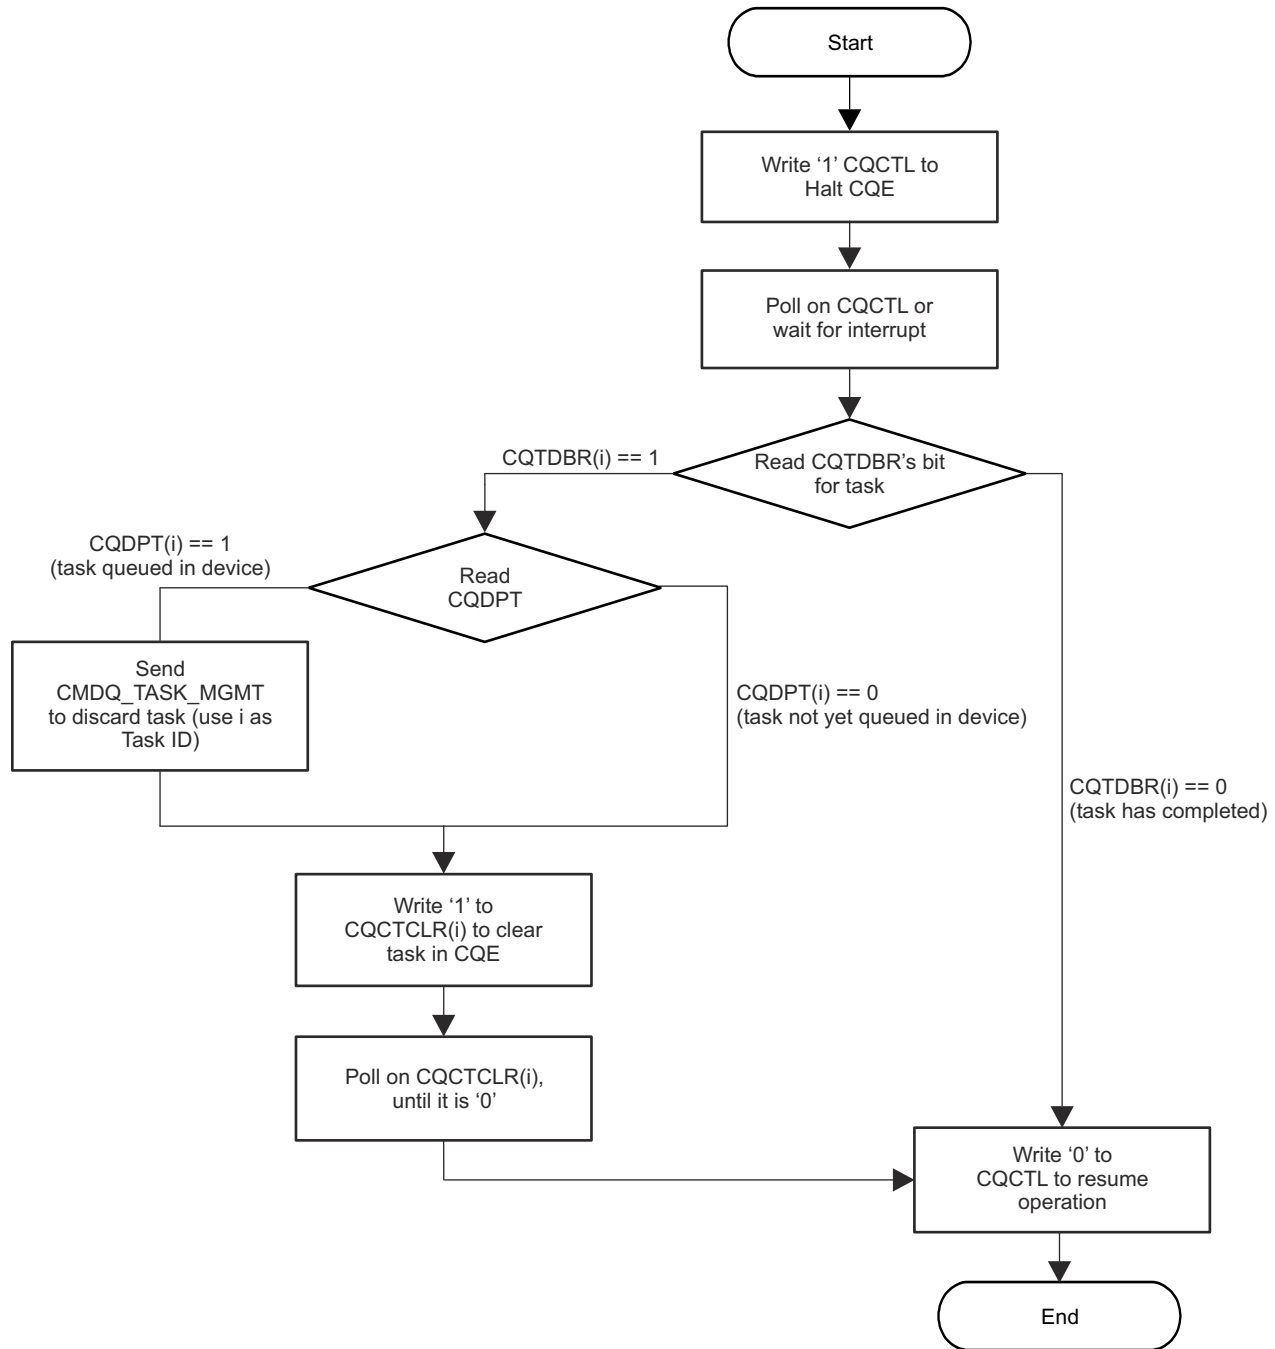 Start
Write ‘1’ CQCTL to
Halt CQE
Poll on CQCTL or
wait for interrupt
CQTDBR(i) == 1
Read CQTDBR’s bit
for task
CQDPT(i) == 1
(task queued in device)
Read
CQDPT
Send
CMDQ_TASK_MGMT
to discard task (use i as
Task ID)
CQDPT(i) == 0
(task not yet queued in device)
CQTDBR(i) == 0
(task has completed)
Write ‘1’ to
CQCTCLR(i) to clear
task in CQE
Poll on CQCTCLR(i),
until it is ‘0’
Write ‘0’ to
CQCTL to resume
operation
End